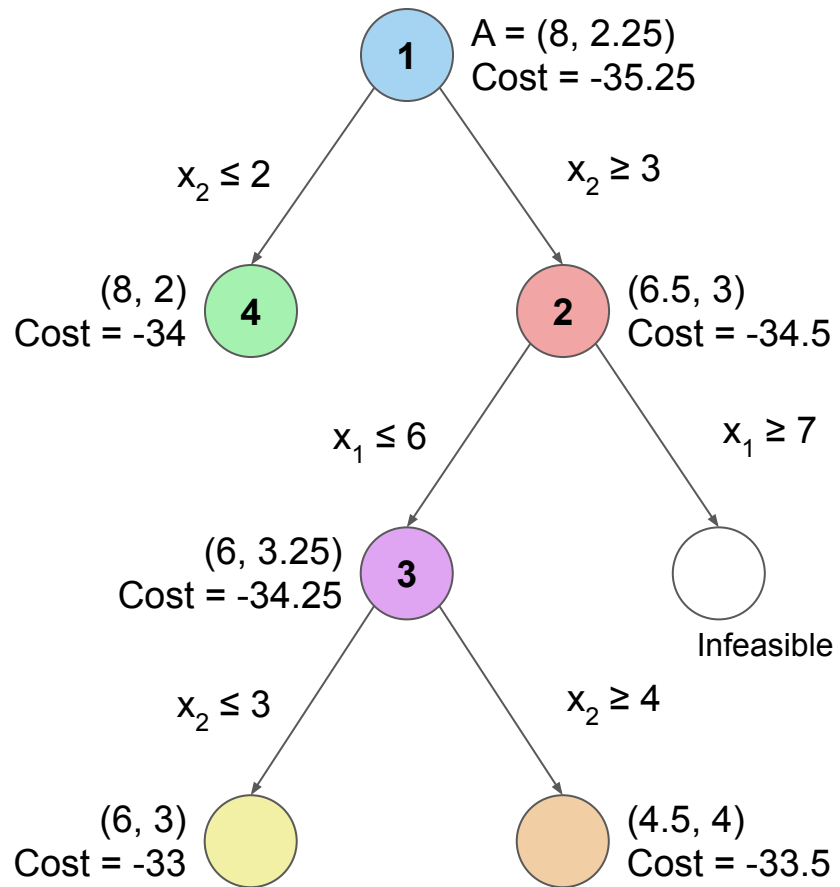 1
A = (8, 2.25)
Cost = -35.25
x₂ ≤ 2
x₂ ≥ 3
(8, 2)
Cost = -34
4
2
(6.5, 3)
Cost = -34.5
x₁ ≤ 6
x₁ ≥ 7
(6, 3.25)
Cost = -34.25
3
Infeasible
x₂ ≤ 3
x₂ ≥ 4
(6, 3)
Cost = -33
(4.5, 4)
Cost = -33.5